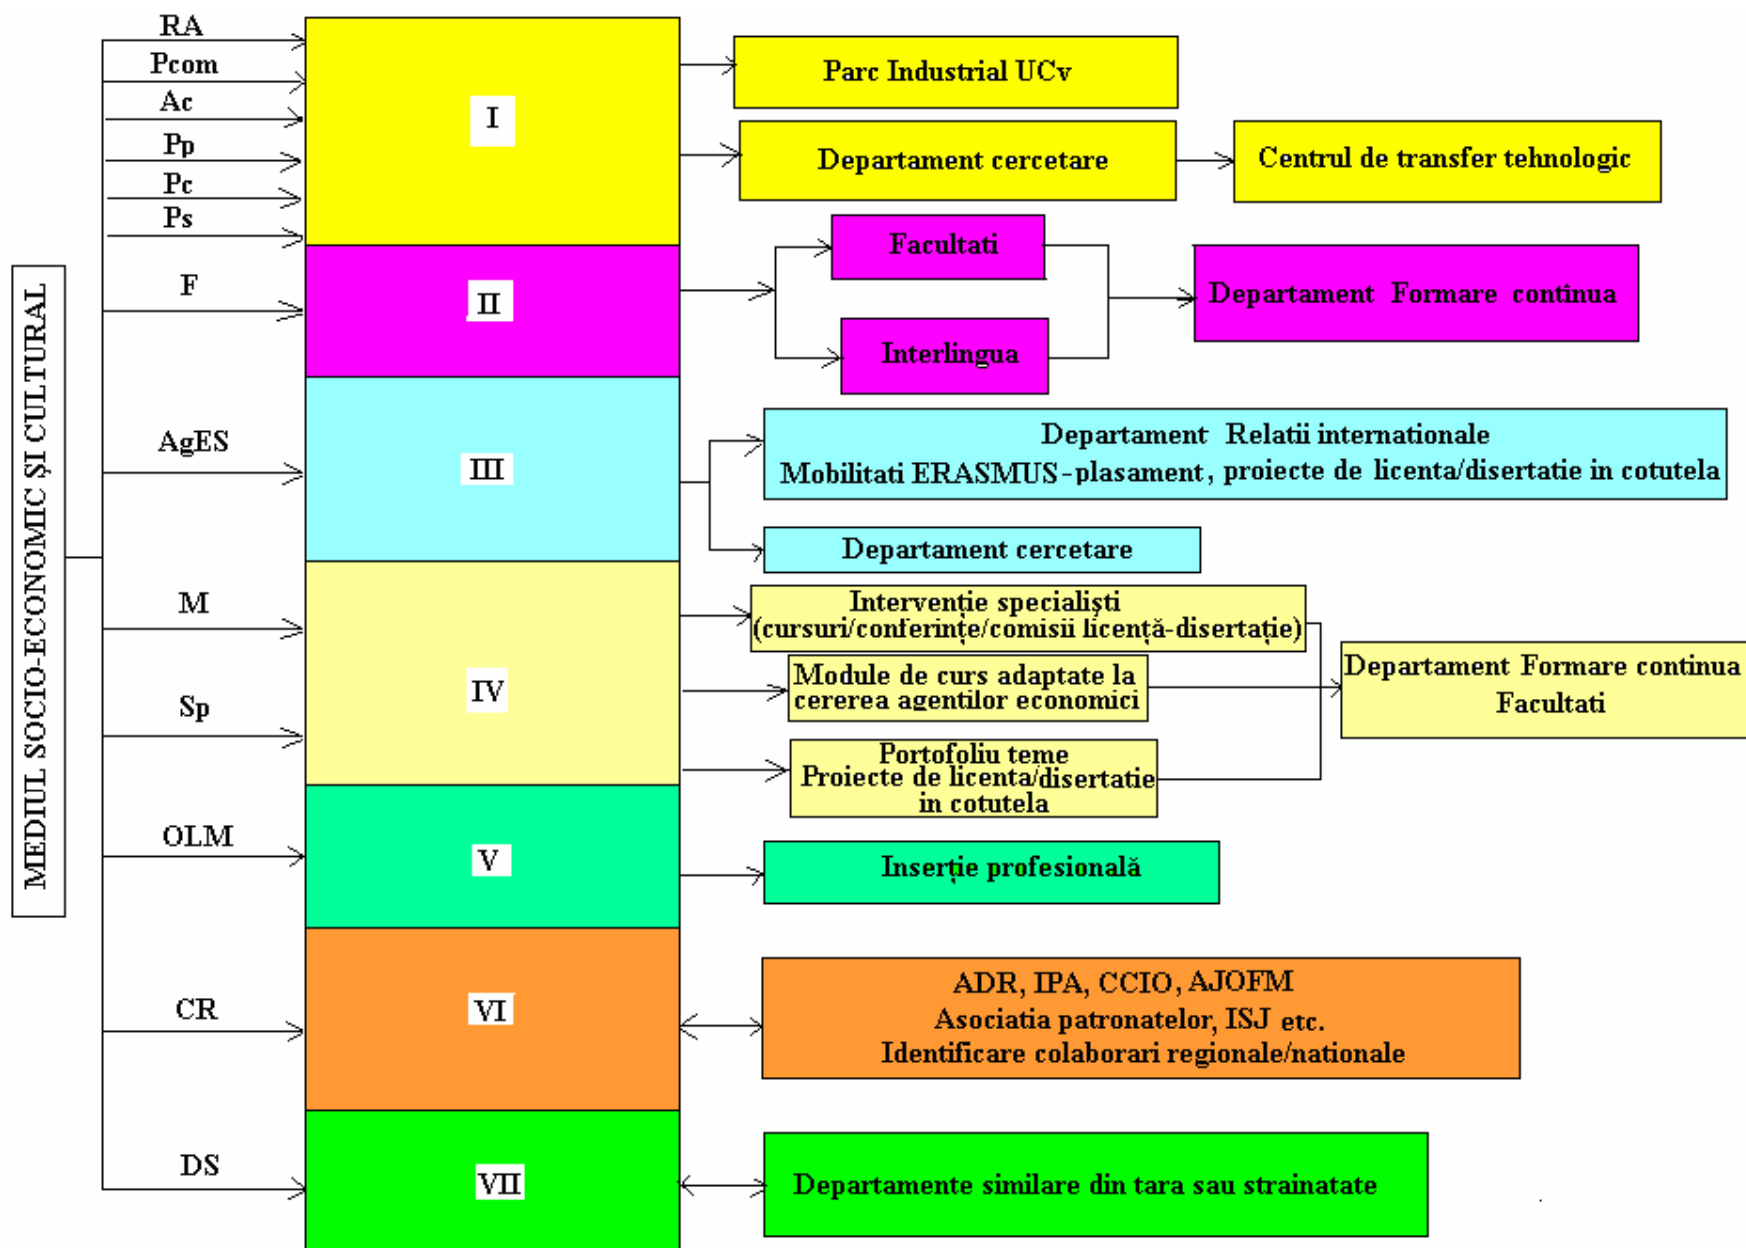 MEDIUL SOCIO-ECONOMIC ŞI CULTURAL
RA
Pcom
Ac
Pp
Pc
Ps
F
AgES
M
Sp
OLM
CR
DS
I
II
III
IV
V
VI
VII
Parc Industrial UCv
Departament cercetare
Centrul de transfer tehnologic
Facultati
Interlingua
Departament Formare continua
Departament Relatii internationale
Mobilitati ERASMUS-plasament, proiecte de licenta/disertatie in cotutela
Departament cercetare
Intervenţie specialişti
(cursuri/conferinţe/comisii licenţă-disertaţie)
Module de curs adaptate la
cererea agentilor economici
Portofoliu teme
Proiecte de licenta/disertatie
in cotutela
Departament Formare continua
Facultati
Inserţie profesională
ADR, IPA, CCIO, AJOFM
Asociatia patronatelor, ISJ etc.
Identificare colaborari regionale/nationale
Departamente similare din tara sau strainatate